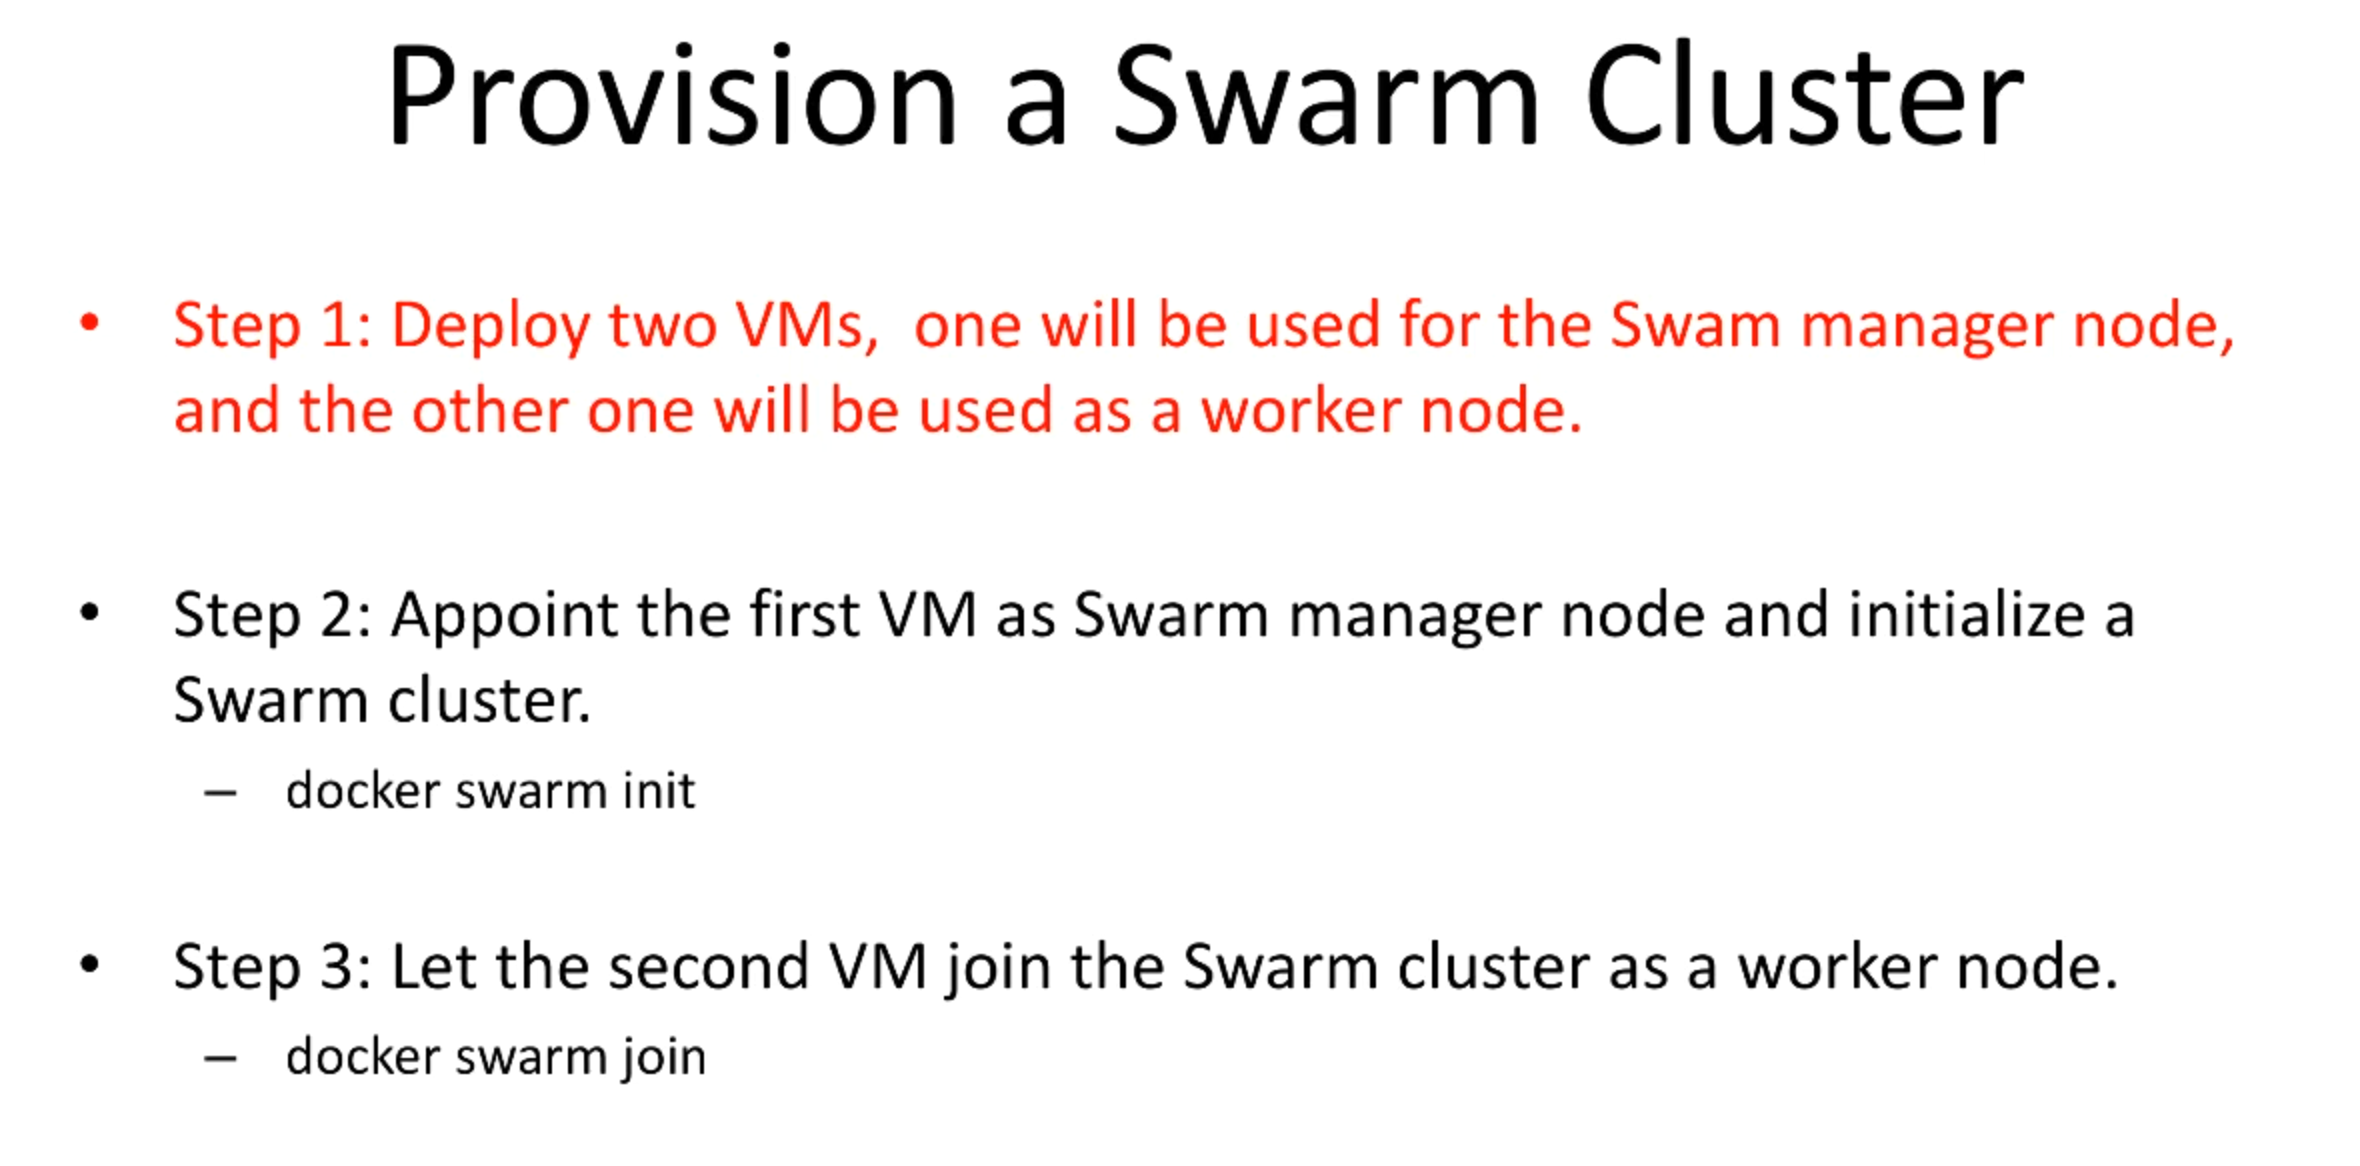 Provision a Swarm Cluster
• Step 1: Deploy two VMs,  one will be used for the Swam manager node,
and the other one will be used as a worker node.
• Step 2: Appoint the first VM as Swarm manager node and initialize a
Swarm cluster.
– docker swarm init
• Step 3: Let the second VM join the Swarm cluster as a worker node.
– docker swarm join